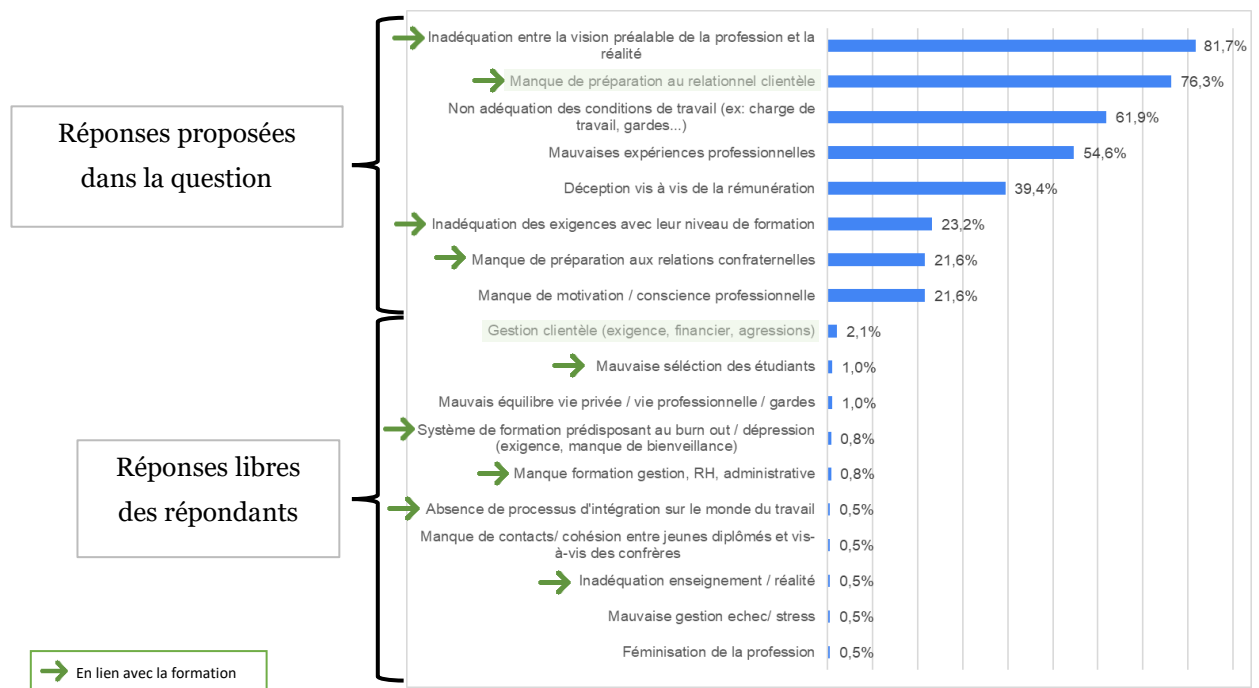 Réponses proposées
dans la question
Inadéquation entre la vision préalable de la profession et la
réalité
81,7%
Manque de préparation au relationnel clientèle
76,3%
Non adéquation des conditions de travail (ex: charge de
travail, gardes...)
61,9%
Mauvaises expériences professionnelles
54,6%
Déception vis à vis de la rémunération
39,4%
Inadéquation des exigences avec leur niveau de formation
23,2%
Manque de préparation aux relations confraternelles
21,6%
Manque de motivation / conscience professionnelle
21,6%
Réponses libres
des répondants
Gestion clientèle (exigence, financier, agressions)
2,1%
Mauvaise séléction des étudiants
1,0%
Mauvais équilibre vie privée / vie professionnelle / gardes
1,0%
Système de formation prédisposant au burn out / dépression
(exigence, manque de bienveillance)
0,8%
Manque formation gestion, RH, administrative
0,8%
Absence de processus d'intégration sur le monde du travail
0,5%
Manque de contacts/ cohésion entre jeunes diplômés et vis-
à-vis des confrères
0,5%
Inadéquation enseignement / réalité
0,5%
Mauvaise gestion echec/ stress
0,5%
Féminisation de la profession
0,5%
En lien avec la formation